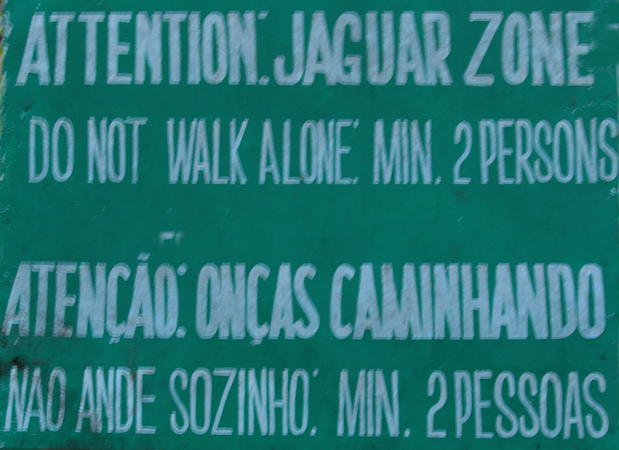 ATTENTION: JAGUAR ZONE
DO NOT WALK ALONE: MIN. 2 PERSONS
ATENÇÃO: ONÇAS CAMINHANDO
NAO ANDE SOZINHO: MIN. 2 PESSOAS